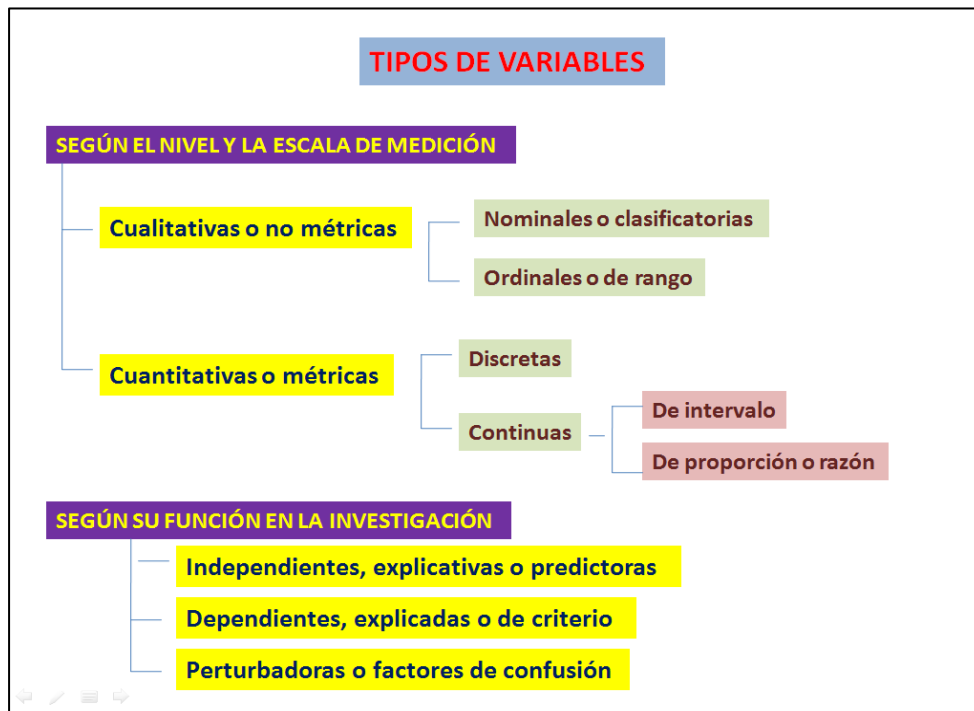 TIPOS DE VARIABLES
SEGÚN EL NIVEL Y LA ESCALA DE MEDICIÓN
Cualitativas o no métricas
Nominales o clasificatorias
Ordinales o de rango
Cuantitativas o métricas
Discretas
Continuas
De intervalo
De proporción o razón
SEGÚN SU FUNCIÓN EN LA INVESTIGACIÓN
Independientes, explicativas o predictoras
Dependientes, explicadas o de criterio
Perturbadoras o factores de confusión